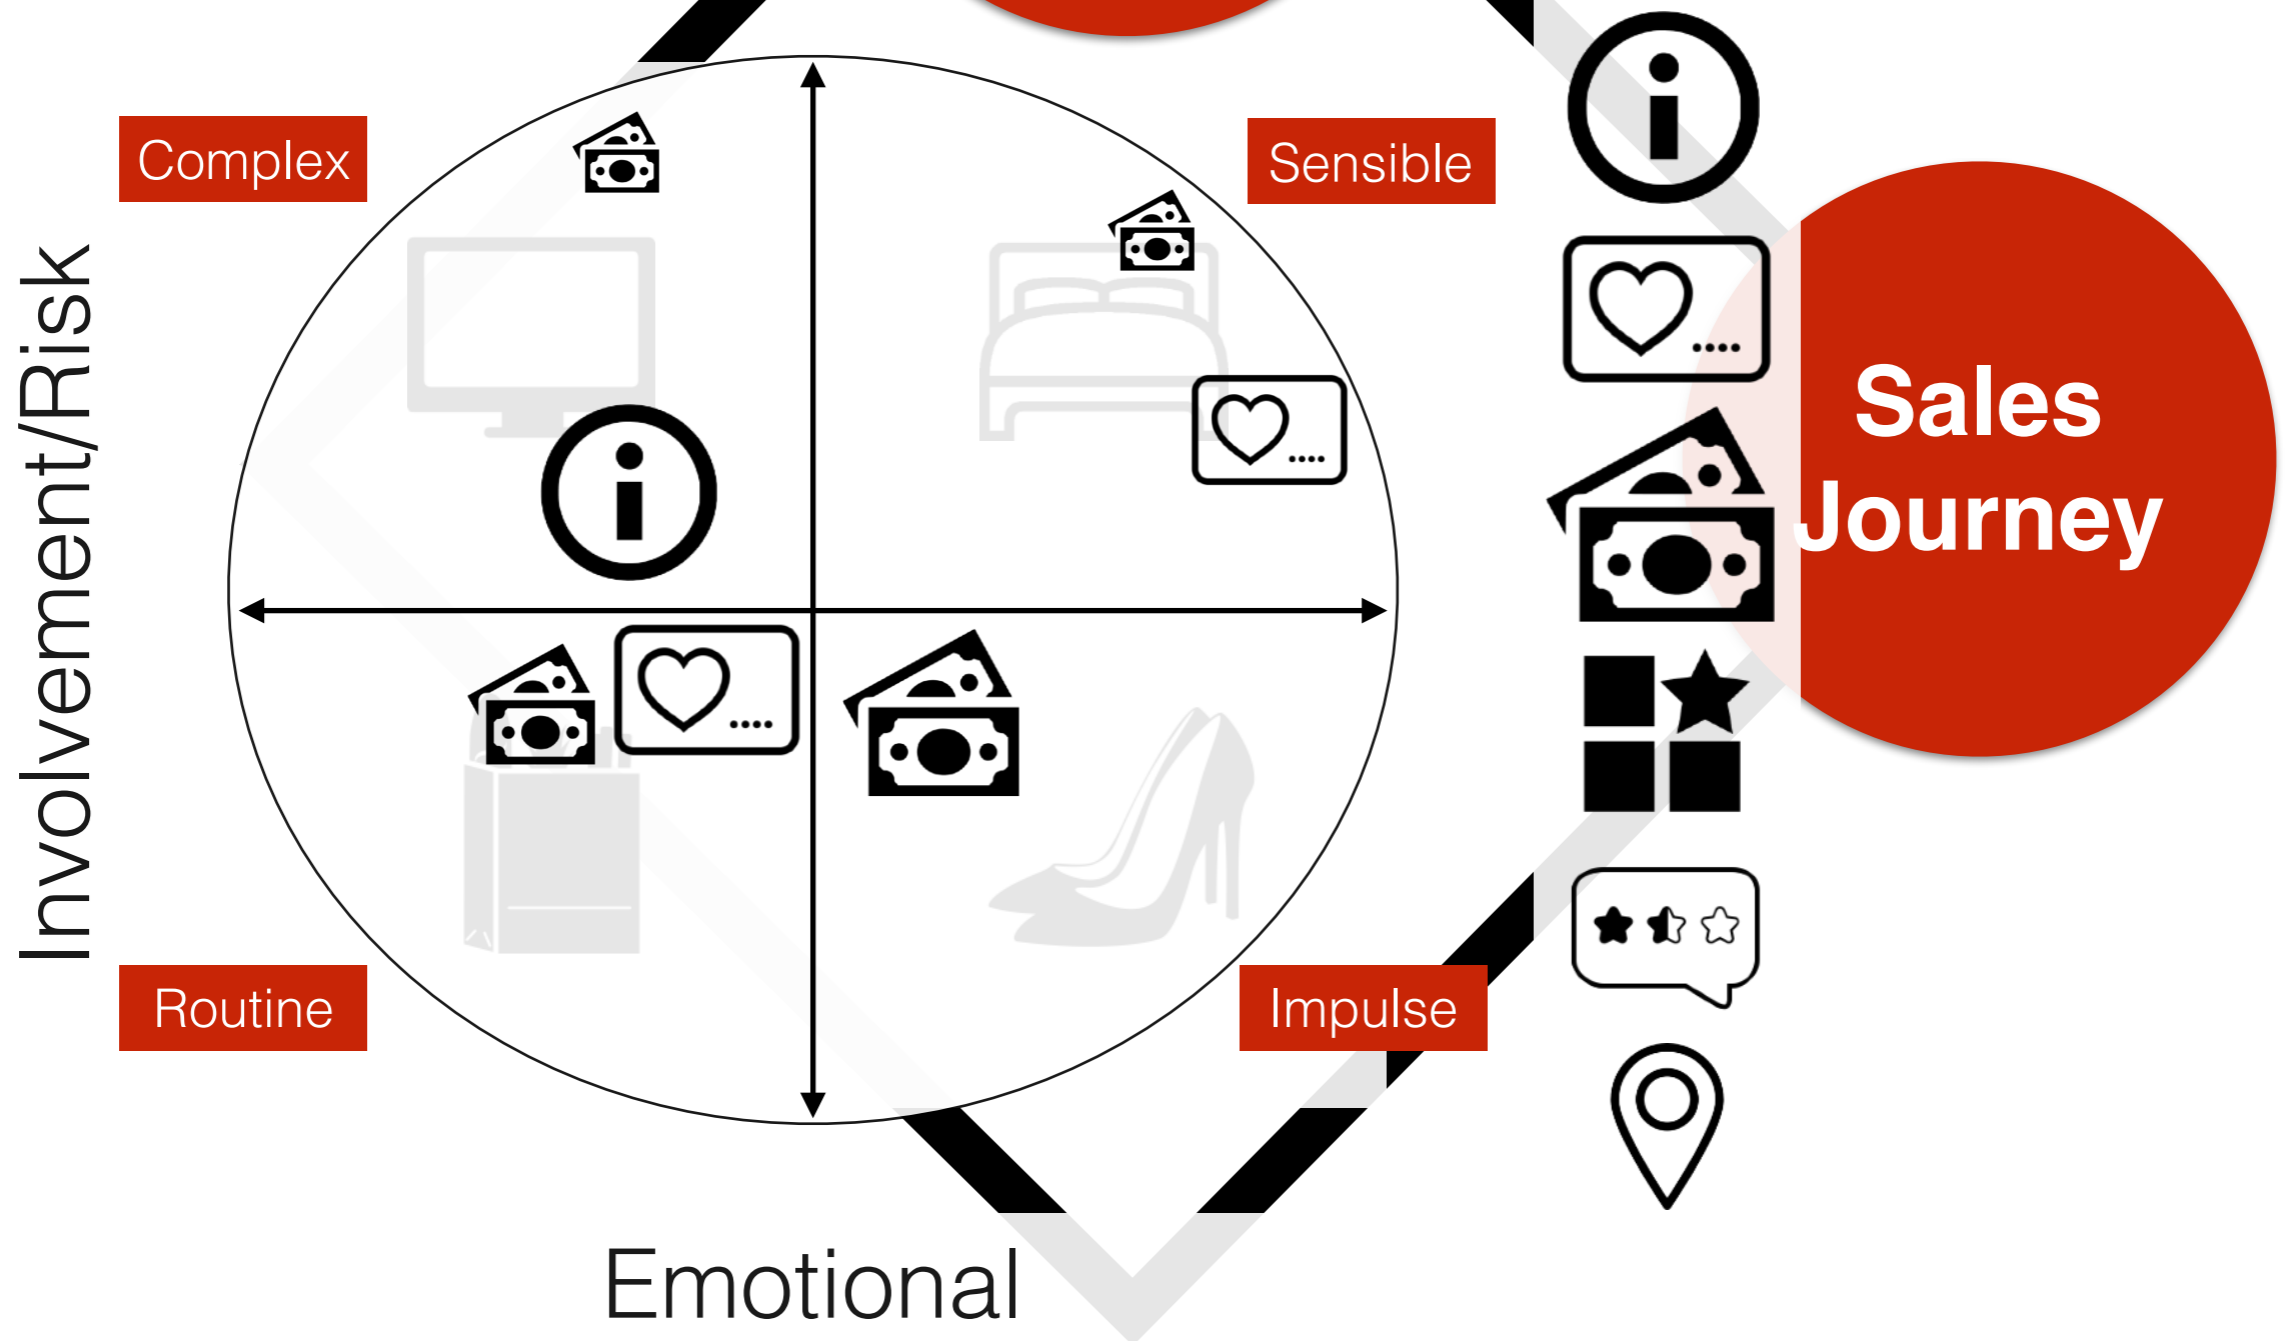 Complex
Sensible
Involvement/Risk
Sales
Journey
Routine
Impulse
Emotional